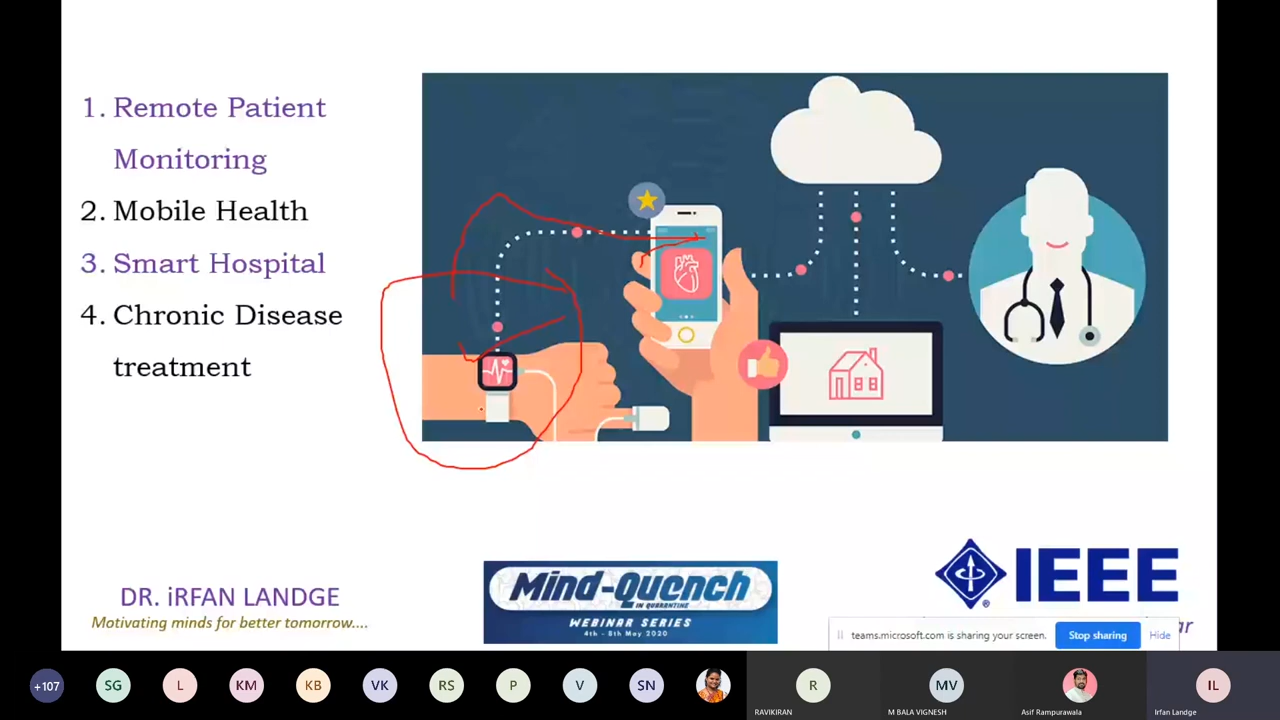 1. Remote Patient
Monitoring
2. Mobile Health
3. Smart Hospital
4. Chronic Disease
treatment
DR. iRFAN LANDGE
Motivating minds for better tomorrow....
Mind-Quench
IN QUARANTINE
WEBINAR SERIES
4th - 8th May 2020
IEEE
®
teams.microsoft.com is sharing your screen.
Stop sharing
Hide
+107
SG
L
KM
KB
VK
RS
P
V
SN
R
RAVIKIRAN
MV
M BALA VIGNESH
Asif Rampurawala
IL
Irfan Landge